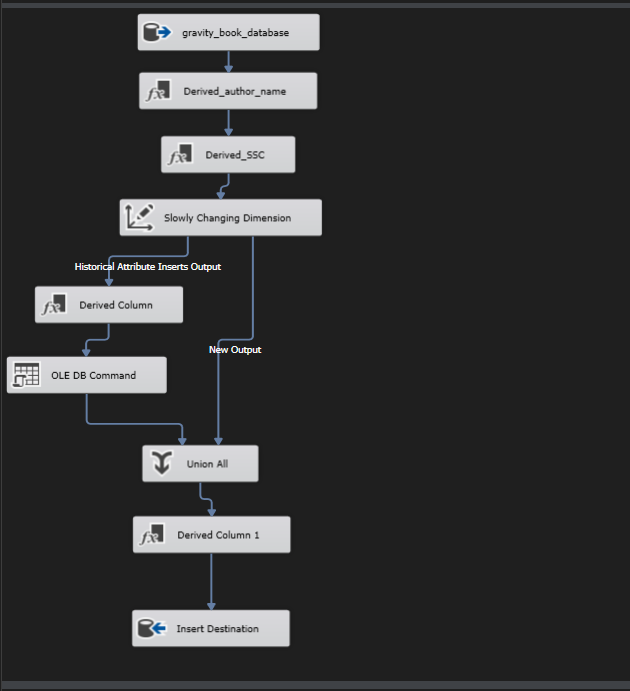 gravity_book_database
Derived_author_name
Derived_SSC
Slowly Changing Dimension
Historical Attribute Inserts Output
Derived Column
New Output
OLE DB Command
Union All
Derived Column 1
Insert Destination